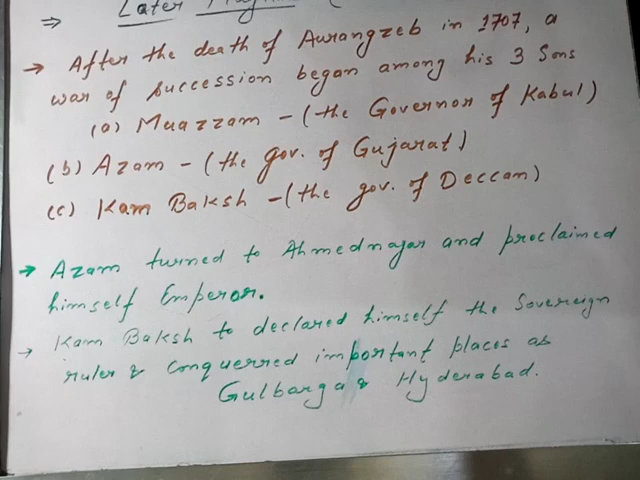 ⇒ Later
→ After the death of Aurangzeb in 1707, a
war of succession began among his 3 Sons
(a) Muazzam - (the Governor of Kabul)
(b) Azam - (the gov. of Gujarat)
(c) Kam Baksh - (the gov. of Deccan)
→ Azam turned to Ahmednagar and proclaimed
himself Emperor.
→ Kam Baksh to declared himself the Sovereign
ruler & Conquerred important places as
Gulbarga & Hyderabad.